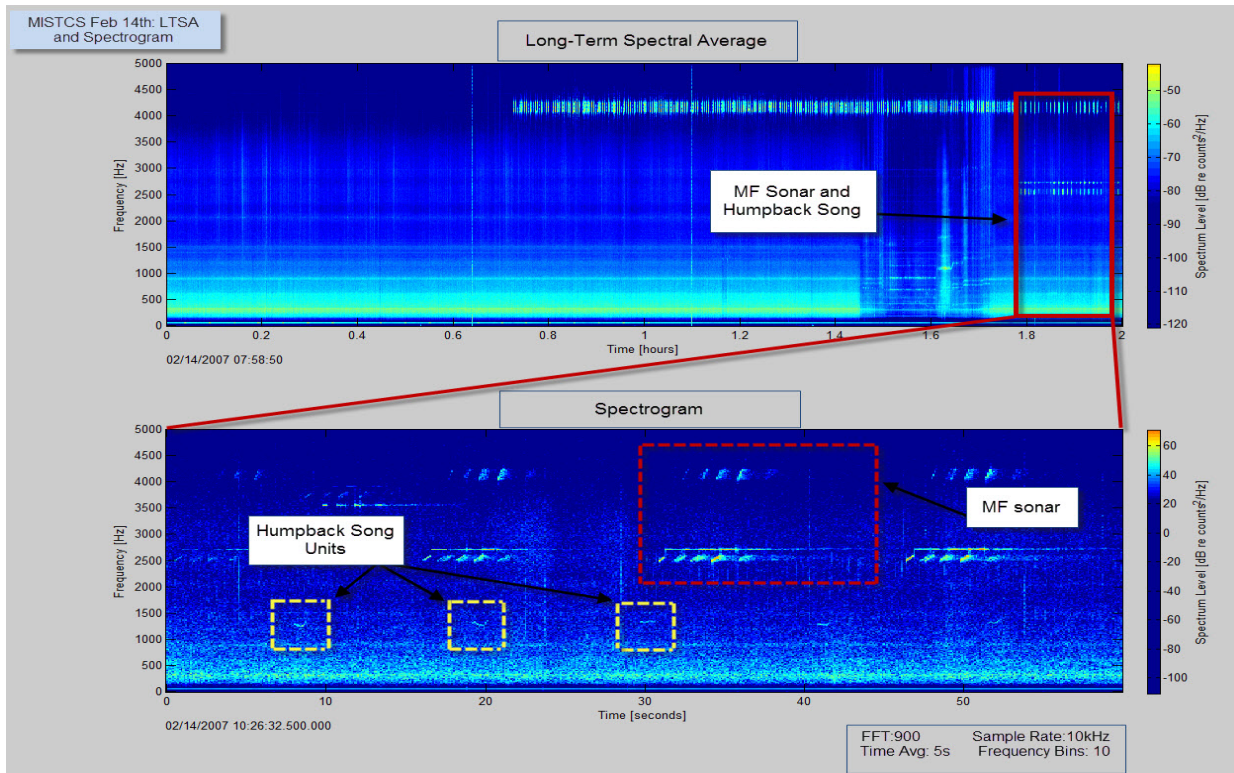 MISTCS Feb 14th: LTSA
and Spectrogram
Long-Term Spectral Average
5000
4500
4000
3500
3000
2500
2000
1500
1000
500
0
Frequency [Hz]
0 0.2 0.4 0.6 0.8 1 1.2 1.4 1.6 1.8 2
Time [hours]
02/14/2007 07:58:50
MF Sonar and
Humpback Song
-50
-60
-70
-80
-90
-100
-110
-120
Spectrum Level [dB re counts²/Hz]
Spectrogram
5000
4500
4000
3500
3000
2500
2000
1500
1000
500
0
Frequency [Hz]
0 10 20 30 40 50
Time [seconds]
02/14/2007 10:26:32.500.000
Humpback Song
Units
MF sonar
60
40
20
0
-20
-40
-60
-80
-100
Spectrum Level [dB re counts²/Hz]
FFT:900 Sample Rate:10kHz
Time Avg: 5s Frequency Bins: 10